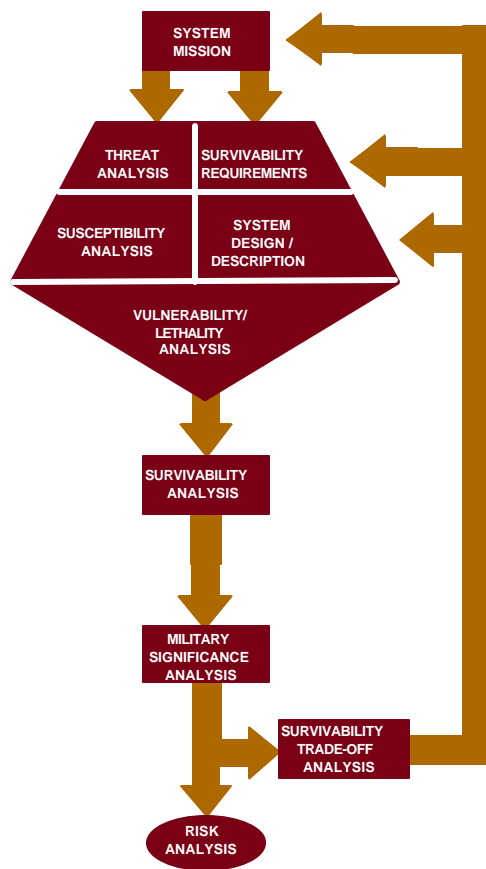 SYSTEM
MISSION
THREAT
ANALYSIS
SURVIVABILITY
REQUIREMENTS
SUSCEPTIBILITY
ANALYSIS
SYSTEM
DESIGN /
DESCRIPTION
VULNERABILITY/
LETHALITY
ANALYSIS
SURVIVABILITY
ANALYSIS
MILITARY
SIGNIFICANCE
ANALYSIS
SURVIVABILITY
TRADE-OFF
ANALYSIS
RISK
ANALYSIS